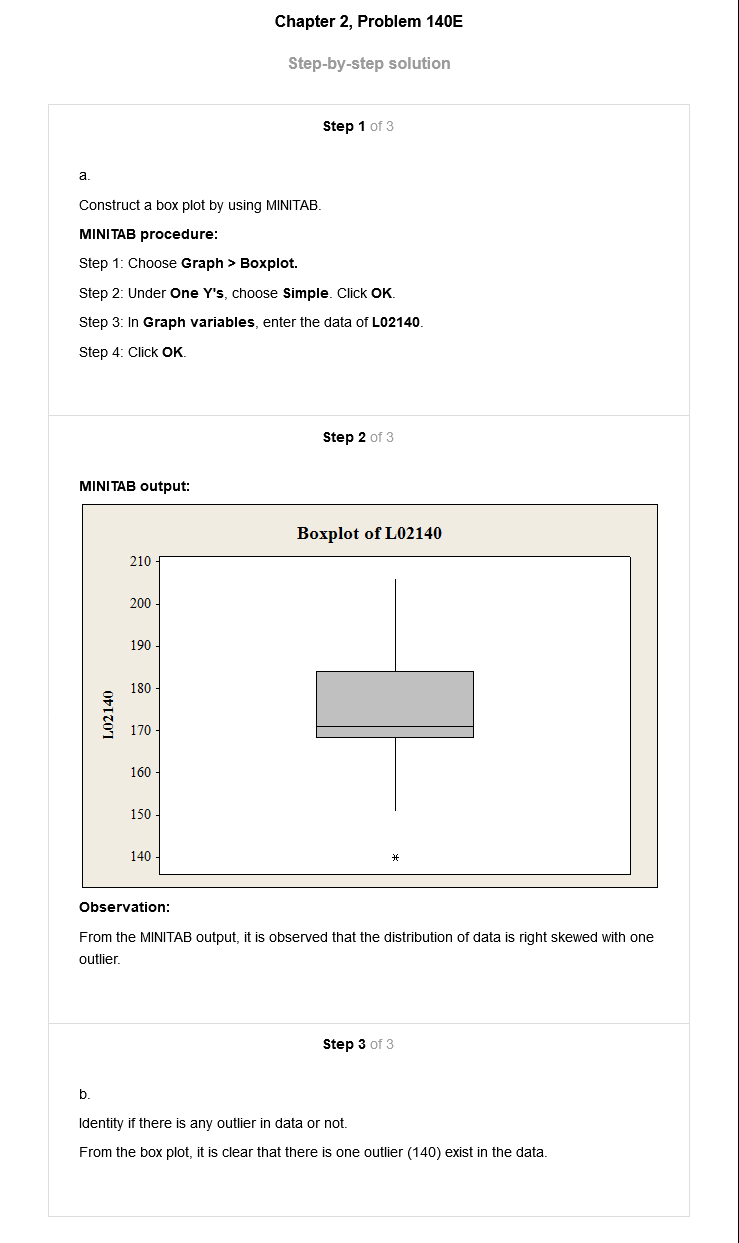 Chapter 2, Problem 140E
Step-by-step solution
Step 1 of 3
a.
Construct a box plot by using MINITAB.
MINITAB procedure:
Step 1: Choose Graph > Boxplot.
Step 2: Under One Y's, choose Simple. Click OK.
Step 3: In Graph variables, enter the data of L02140.
Step 4: Click OK.
Step 2 of 3
MINITAB output:
Boxplot of L02140
210
200
190
180
170
160
150
140
L02140
Observation:
From the MINITAB output, it is observed that the distribution of data is right skewed with one
outlier.
Step 3 of 3
b.
Identity if there is any outlier in data or not.
From the box plot, it is clear that there is one outlier (140) exist in the data.